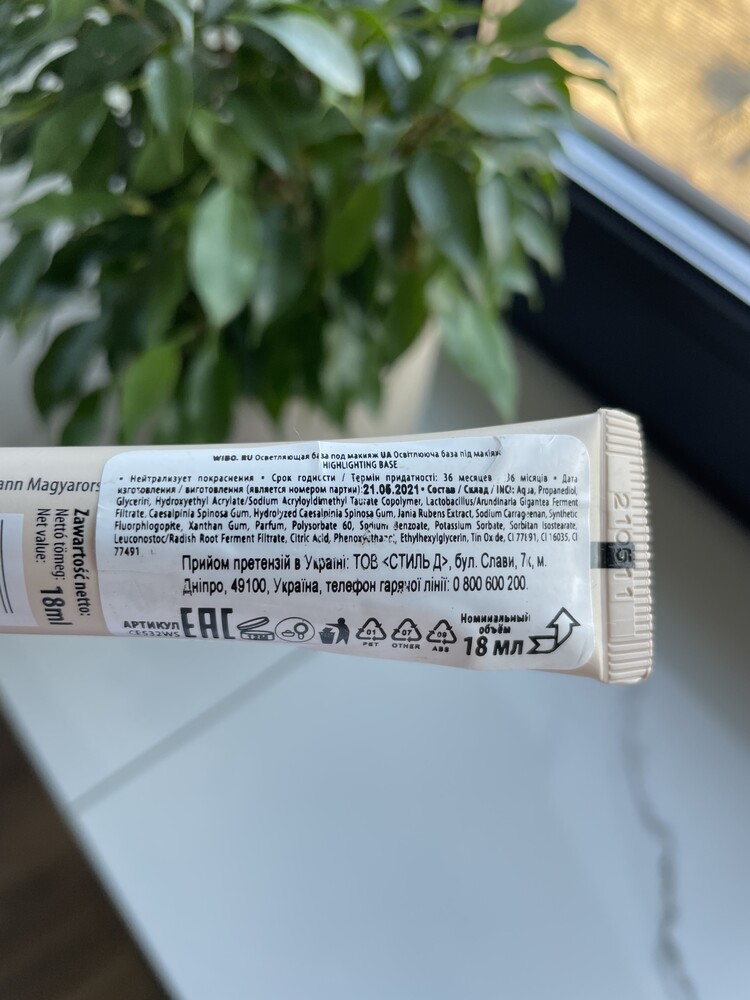 WIBO. RU Осветляющая база под макияж UA Освітлююча база під макіяж
HIGHLIGHTING BASE
• Нейтрализует покраснения • Срок годности / Термін придатності: 36 месяцев 36 місяців • Дата
изготовления / виготовлення (является номером партии):21.05.2021 • Состав / Склад / INCI: Aqua, Propanediol,
Glycerin, Hydroxyethyl Acrylate/Sodium Acryloyldimethyl Taurate Copolymer, Lactobacillus/Arundinaria Gigantea Ferment
Filtrate, Caesalpinia Spinosa Gum, Hydrolyzed Caesalpinia Spinosa Gum, Jania Rubens Extract, Sodium Carrageenan, Synthetic
Fluorphlogopite, Xanthan Gum, Parfum, Polysorbate 60, Sodium Benzoate, Potassium Sorbate, Sorbitan Isostearate,
Leuconostoc/Radish Root Ferment Filtrate, Citric Acid, Phenoxyethanol, Ethylhexylglycerin, Tin Oxide, CI 77891, CI 16035, CI
77491
Прийом претензій в Україні: ТОВ <СТИЛЬ Д>, бул. Слави, 7к, м.
Дніпро, 49100, Україна, телефон гарячої лінії: 0 800 600 200.
АРТИКУЛ
CE532WS
EAC
01
PET
07
OTHER
09
ABS
Номинальный
объём
18 мл
ann Magyarors
Zawartość netto:
Nettó tömeg:
Net value:
18ml